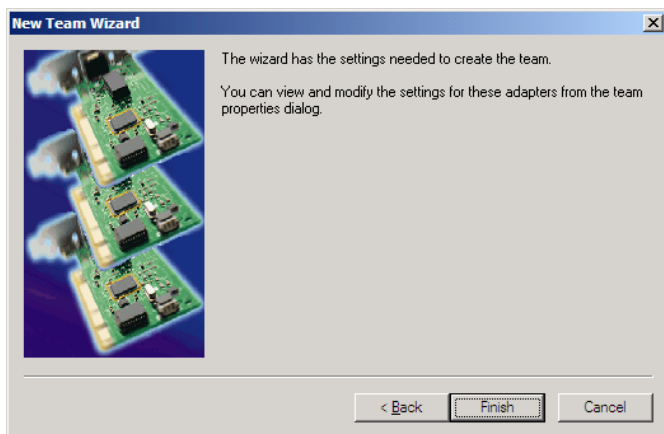 New Team Wizard
The wizard has the settings needed to create the team.
You can view and modify the settings for these adapters from the team
properties dialog.
< Back
Finish
Cancel